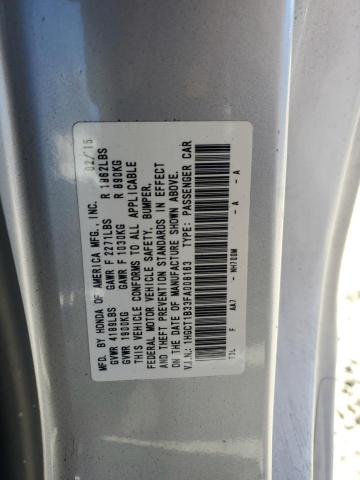 MFD. BY HONDA OF AMERICA MFG., INC. 02/15
GVWR 4189LBS GAWR F 2271LBS R 1962LBS
GVWR 1900KG GAWR F 1030KG R 890KG
THIS VEHICLE CONFORMS TO ALL APPLICABLE
FEDERAL MOTOR VEHICLE SAFETY, BUMPER,
AND THEFT PREVENTION STANDARDS IN EFFECT
ON THE DATE OF MANUFACTURE SHOWN ABOVE.
V.I.N.: 1HGCT1B33FA008163 TYPE: PASSENGER CAR
F AA7 - NH700M - A - A